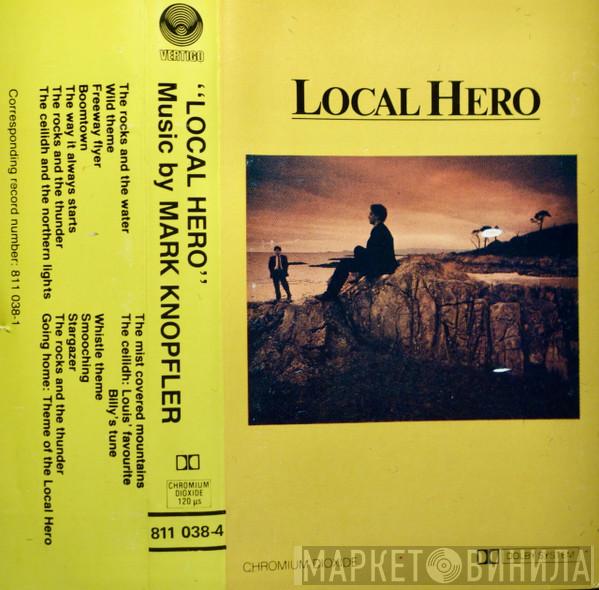 VERTIGO
"LOCAL HERO"
Music by MARK KNOPFLER
CHROMIUM
DIOXIDE
120 µs
811 038-4
The rocks and the water
Wild theme
Freeway flyer
Boomtown
The way it always starts
The rocks and the thunder
The ceilidh and the northern lights
The mist covered mountains
The ceilidh: Louis' favourite
Billy's tune
Whistle theme
Smooching
Stargazer
The rocks and the thunder
Going home: Theme of the Local Hero
Corresponding record number: 811 038-1
LOCAL HERO
CHROMIUM DIOXIDE
DOLBY SYSTEM
МАРКЕТ ВИНИЛА